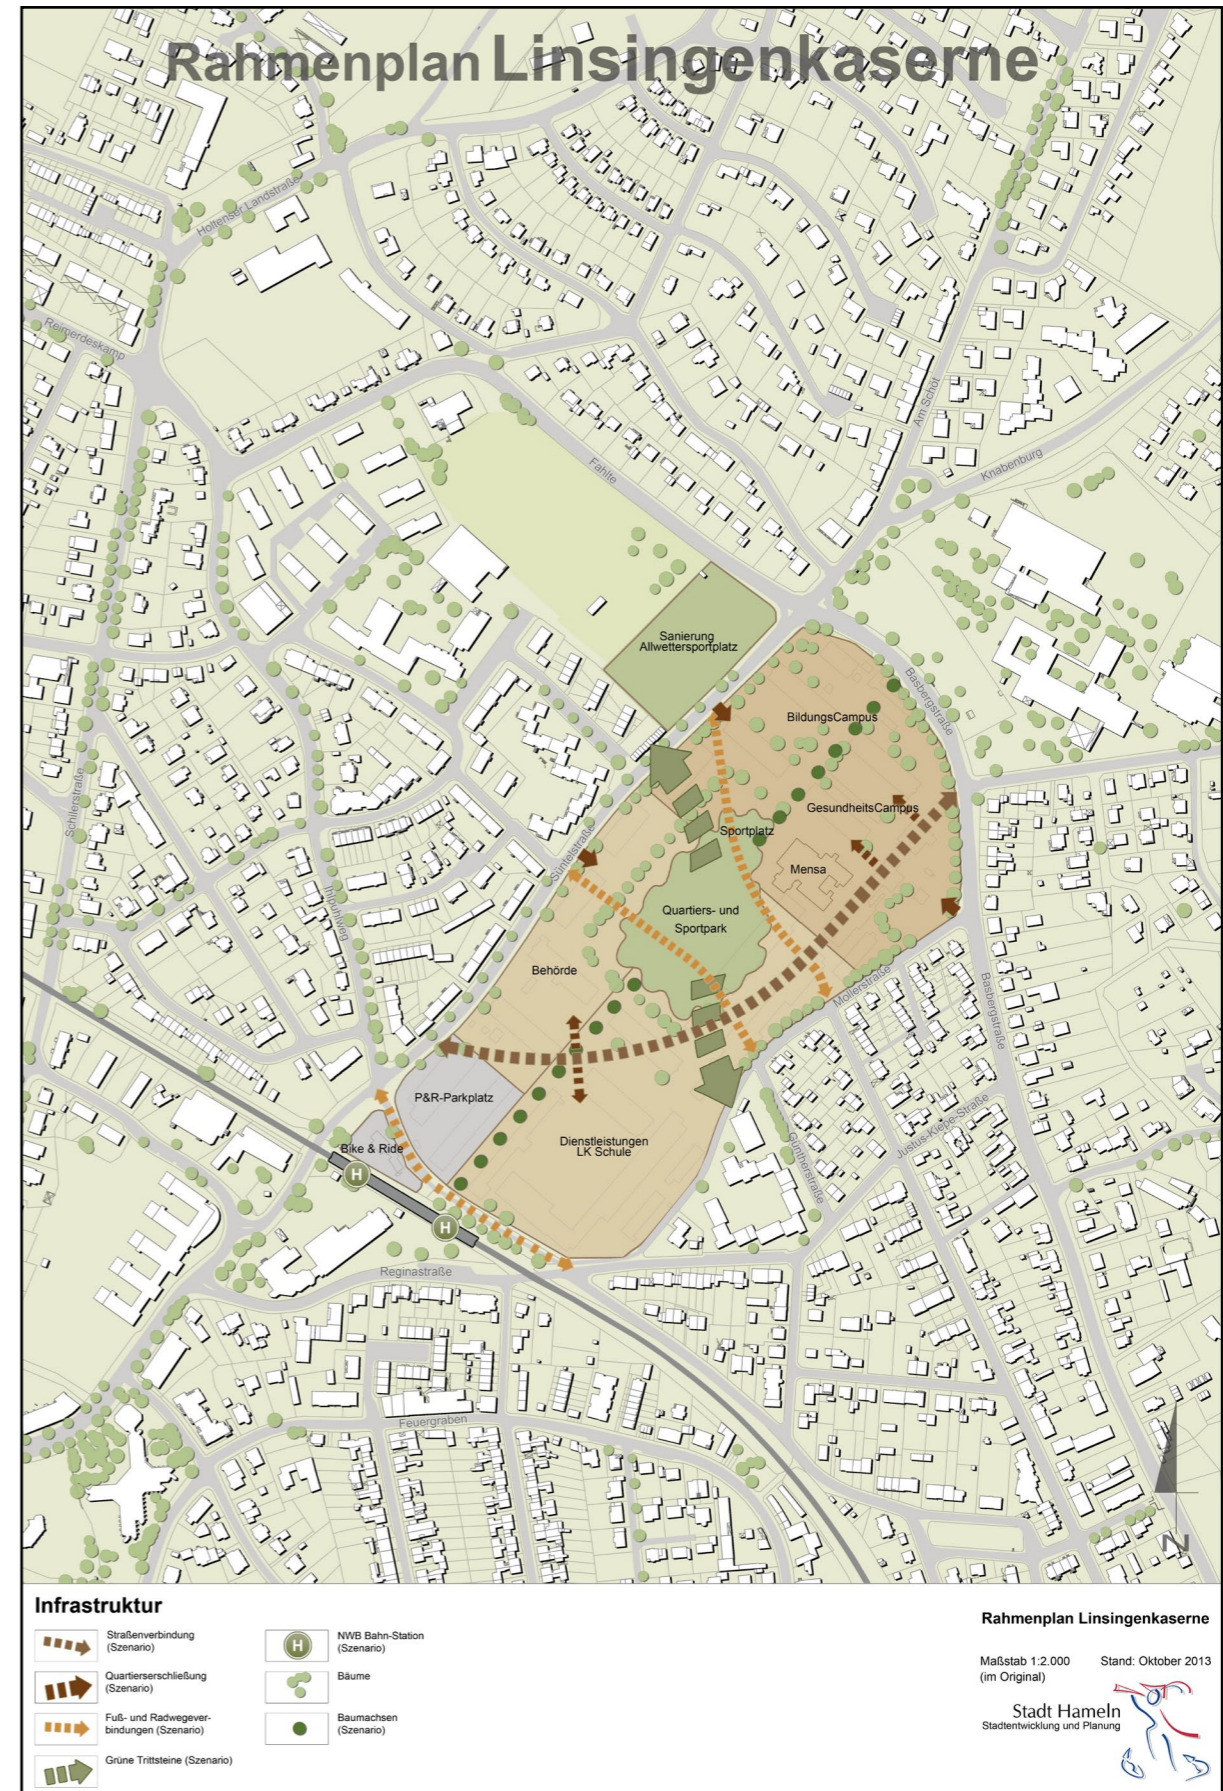 Rahmenplan Linsingenkaserne
Holtenser Landstraße
Reimerdeskamp
Am Schöt
Knabenburg
Fahlte
Sanierung
Allwettersportplatz
Basbergstraße
BildungsCampus
GesundheitsCampus
Sportplatz
Schillerstraße
Süntelstraße
Mensa
Ihlpohlweg
Quartiers- und
Sportpark
Behörde
Mollerstraße
Basbergstraße
P&R-Parkplatz
Justus-Kiepe-Straße
Dienstleistungen
LK Schule
Bike & Ride
Güntherstraße
H
H
Reginastraße
Feuergraben
N
Infrastruktur
Straßenverbindung
(Szenario)
Quartierserschließung
(Szenario)
Fuß- und Radwegever-
bindungen (Szenario)
Grüne Trittsteine (Szenario)
H
NWB Bahn-Station
(Szenario)
Bäume
Baumachsen
(Szenario)
Rahmenplan Linsingenkaserne
Maßstab 1:2.000 Stand: Oktober 2013
(im Original)
Stadt Hameln
Stadtentwicklung und Planung